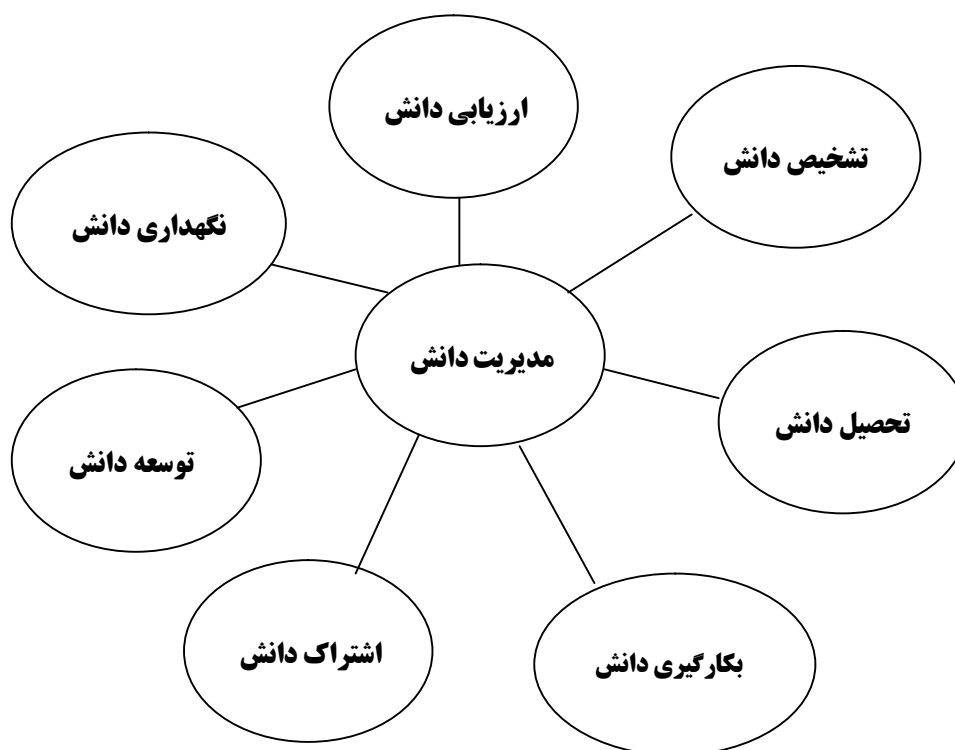 ارزیابی دانش
تشخیص دانش
نگهداری دانش
مدیریت دانش
تحصیل دانش
توسعه دانش
اشتراک دانش
بکارگیری دانش